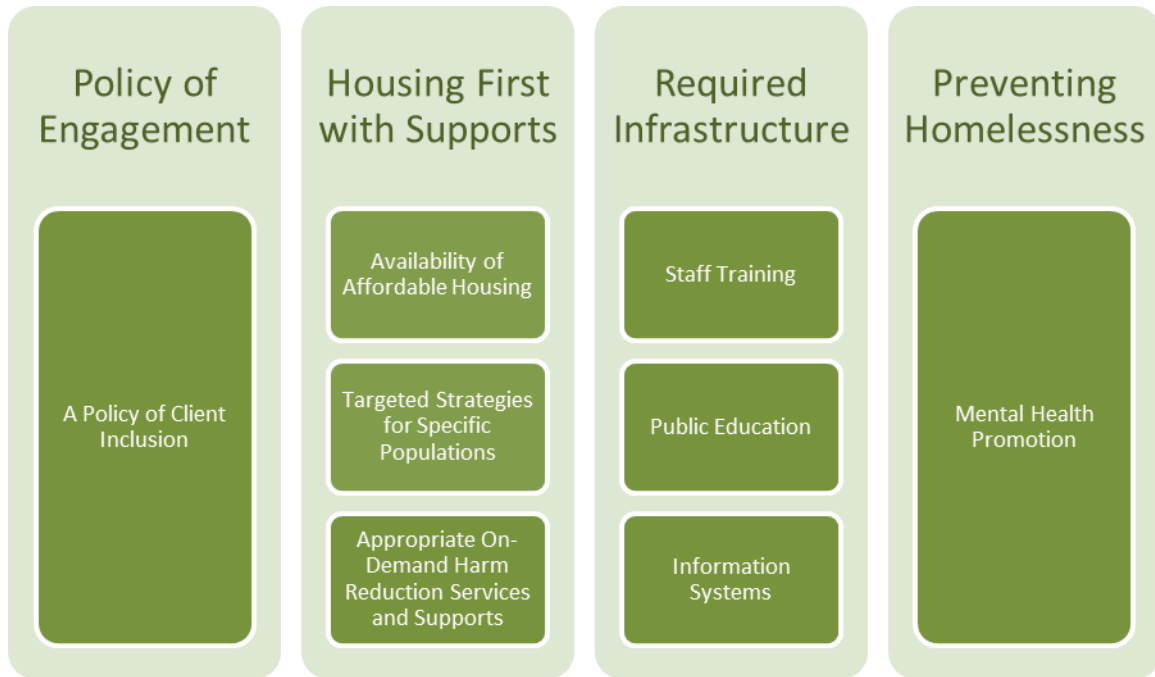 Policy of
Engagement
A Policy of Client
Inclusion
Housing First
with Supports
Availability of
Affordable Housing
Targeted Strategies
for Specific
Populations
Appropriate On-
Demand Harm
Reduction Services
and Supports
Required
Infrastructure
Staff Training
Public Education
Information
Systems
Preventing
Homelessness
Mental Health
Promotion